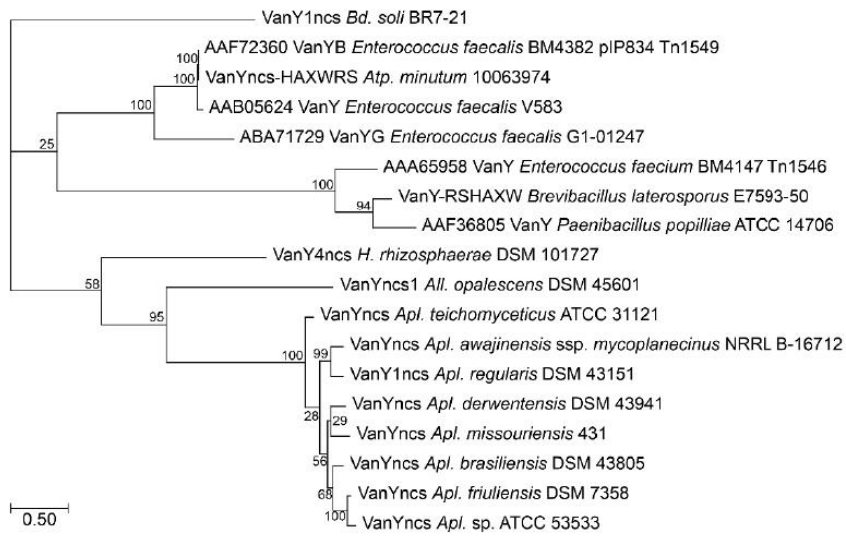 VanY1ncs Bd. soli BR7-21
100
AAF72360 VanYB Enterococcus faecalis BM4382 pIP834 Tn1549
100
VanYncs-HAXWRS Atp. minutum 10063974
100
AAB05624 VanY Enterococcus faecalis V583
25
ABA71729 VanYG Enterococcus faecalis G1-01247
AAA65958 VanY Enterococcus faecium BM4147 Tn1546
100
VanY-RSHAXW Brevibacillus laterosporus E7593-50
94
AAF36805 VanY Paenibacillus popilliae ATCC 14706
VanY4ncs H. rhizosphaerae DSM 101727
58
VanYncs1 All. opalescens DSM 45601
95
VanYncs Apl. teichomyceticus ATCC 31121
100
99
VanYncs Apl. awajinensis ssp. mycoplanecinus NRRL B-16712
VanY1ncs Apl. regularis DSM 43151
28
VanYncs Apl. derwentensis DSM 43941
29
VanYncs Apl. missouriensis 431
56
VanYncs Apl. brasiliensis DSM 43805
68
VanYncs Apl. friuliensis DSM 7358
100
VanYncs Apl. sp. ATCC 53533
0.50